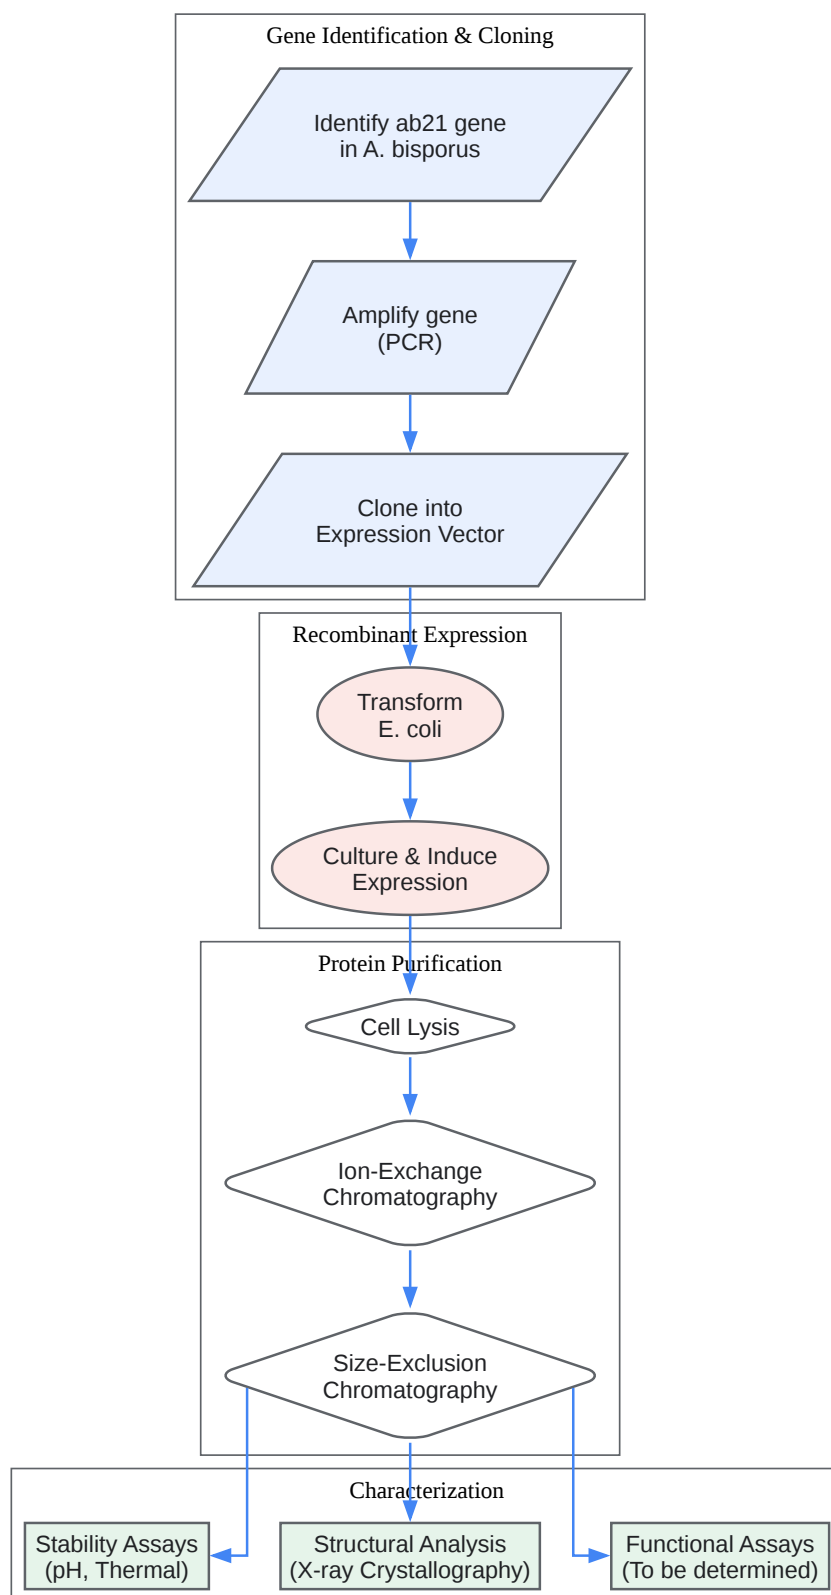 Gene Identification & Cloning
Identify ab21 gene
in A. bisporus
Amplify gene
(PCR)
Clone into
Expression Vector
Recombinant Expression
Transform
E. coli
Culture & Induce
Expression
Protein Purification
Cell Lysis
Ion-Exchange
Chromatography
Size-Exclusion
Chromatography
Characterization
Stability Assays
(pH, Thermal)
Structural Analysis
(X-ray Crystallography)
Functional Assays
(To be determined)